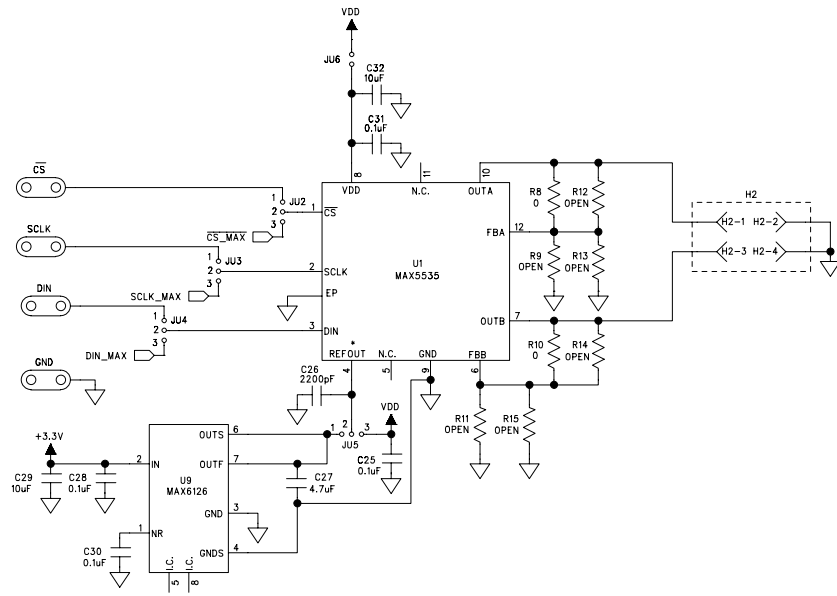 VDD
JU6
C32
10uF
C31
0.1uF
8
11
10
VDD
N.C.
OUTA
CS
1
2
3
JU2
1
CS
CS_MAX
SCLK
1
2
3
JU3
2
SCLK
SCLK_MAX
EP
DIN
1
2
3
JU4
3
DIN
DIN_MAX
GND
U1
MAX5535
12
FBA
7
OUTB
*
REFOUT
N.C.
GND
FBB
4
5
9
6
R8
0
R12
OPEN
R9
OPEN
R13
OPEN
R10
0
R14
OPEN
R11
OPEN
R15
OPEN
H2
H2-1
H2-2
H2-3
H2-4
C26
2200pF
VDD
1
2
3
JU5
C25
0.1uF
+3.3V
C29
10uF
C28
0.1uF
2
IN
OUTS
6
OUTF
7
U9
MAX6126
C27
4.7uF
GND
3
GNDS
4
1
NR
C30
0.1uF
I.C.
I.C.
5
8